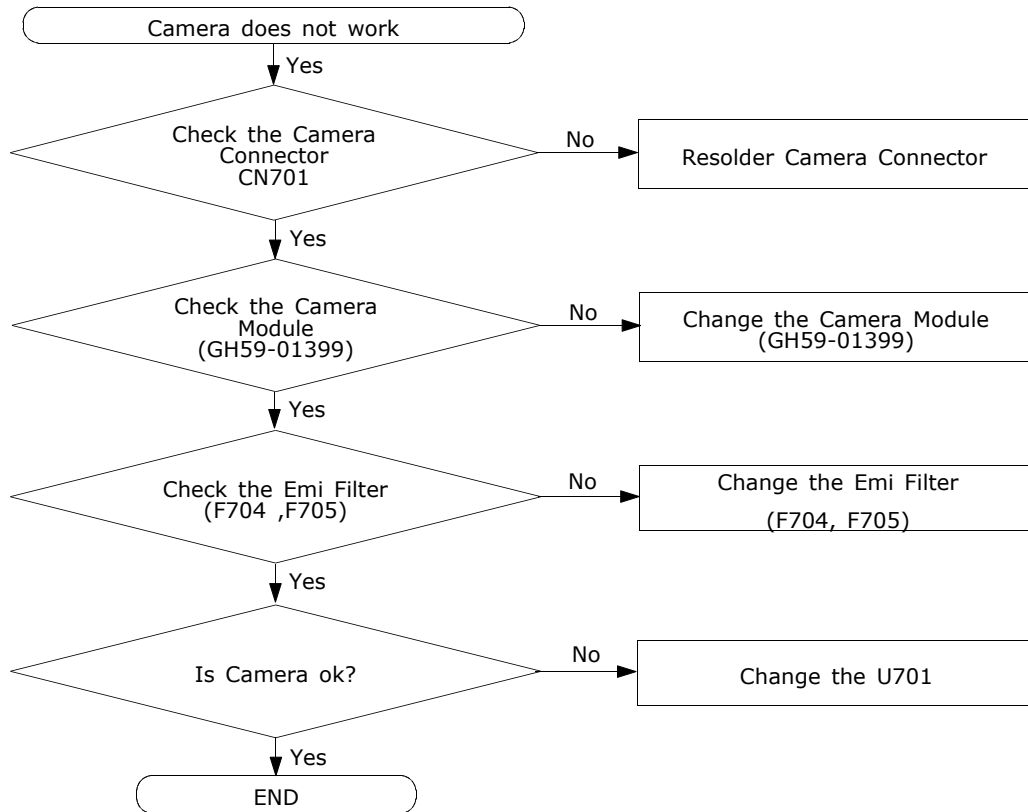 Camera does not work
Yes
Check the Camera
Connector
CN701
No
Resolder Camera Connector
Yes
Check the Camera
Module
(GH59-01399)
No
Change the Camera Module
(GH59-01399)
Yes
Check the Emi Filter
(F704 ,F705)
No
Change the Emi Filter
(F704, F705)
Yes
Is Camera ok?
No
Change the U701
Yes
END